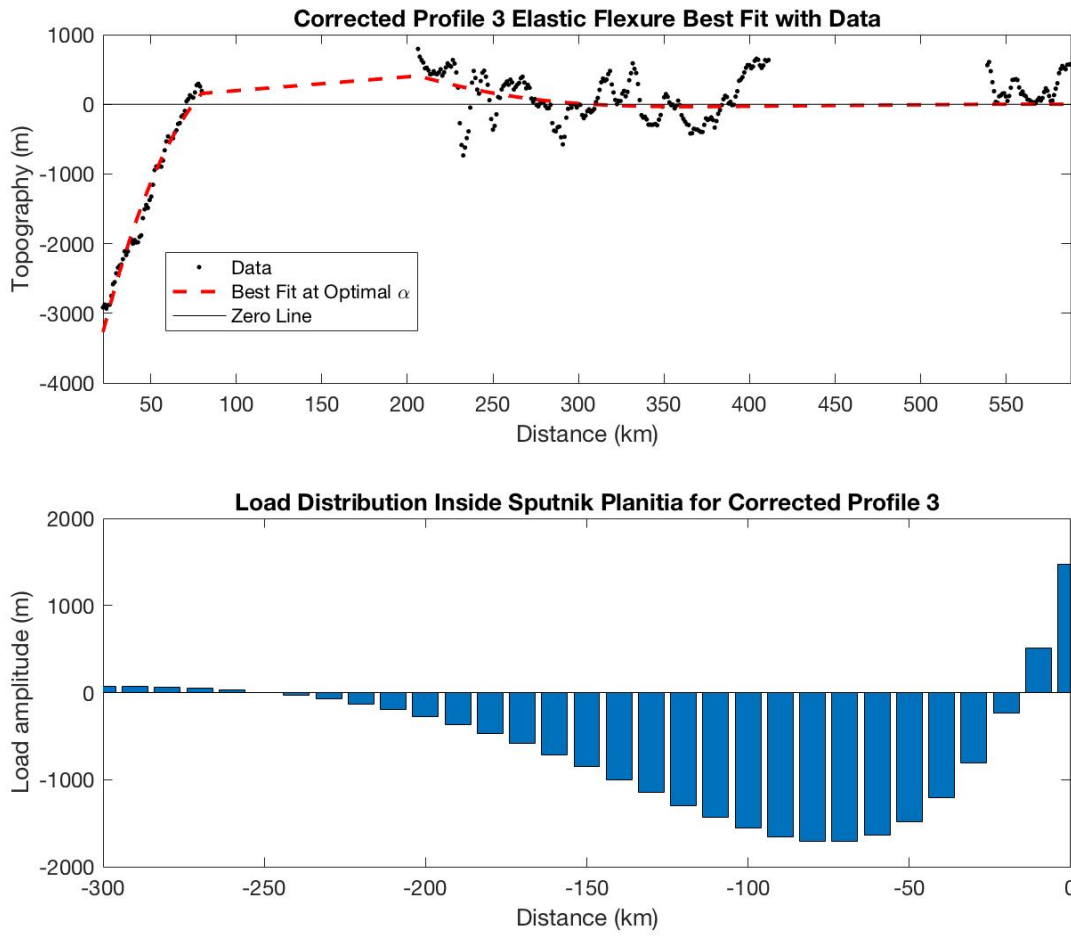 Corrected Profile 3 Elastic Flexure Best Fit with Data
Topography (m)
1000
0
-1000
-2000
-3000
-4000
Data
Best Fit at Optimal α
Zero Line
50 100 150 200 250 300 350 400 450 500 550
Distance (km)
Load Distribution Inside Sputnik Planitia for Corrected Profile 3
Load amplitude (m)
2000
1000
0
-1000
-2000
-300 -250 -200 -150 -100 -50 0
Distance (km)